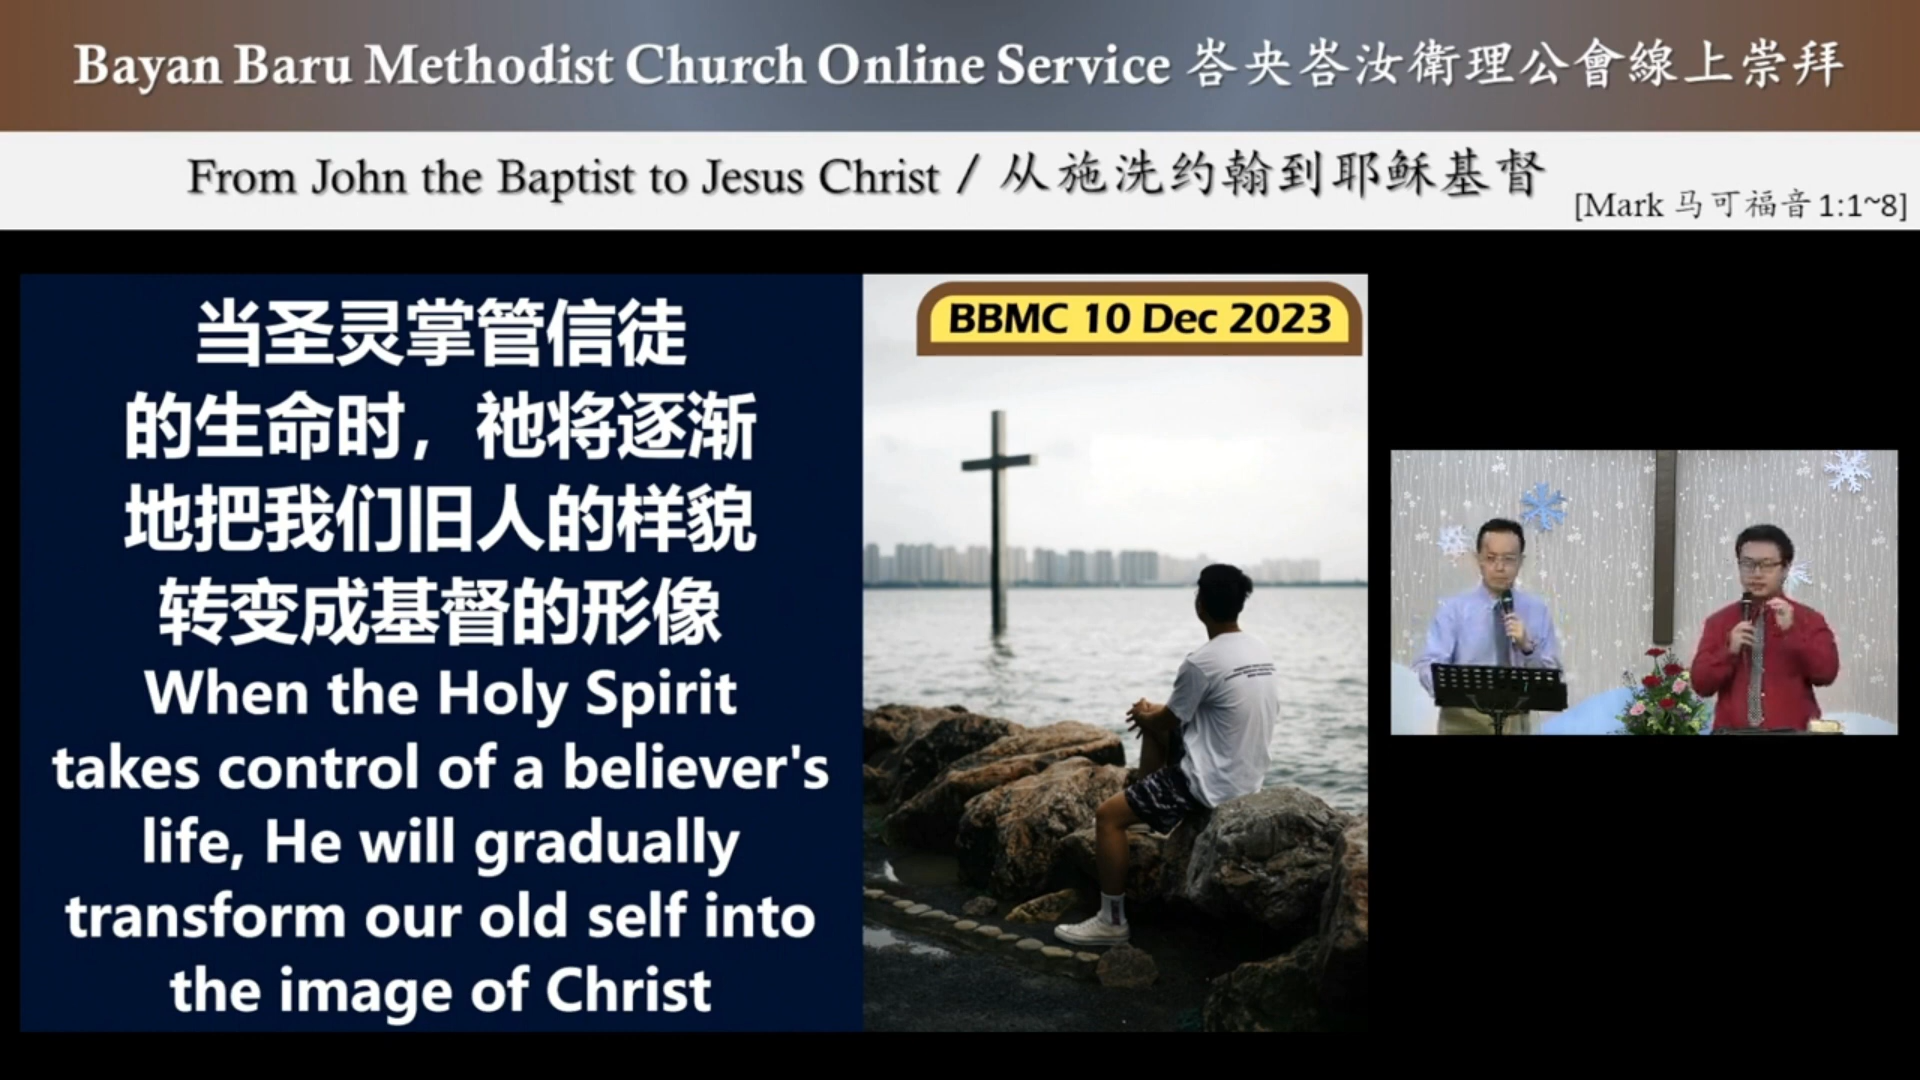 Bayan Baru Methodist Church Online Service 峇央峇汝衛理公會線上崇拜
From John the Baptist to Jesus Christ / 从施洗约翰到耶稣基督
[Mark 马可福音 1:1~8]
BBMC 10 Dec 2023
当圣灵掌管信徒
的生命时，祂将逐渐
地把我们旧人的样貌
转变成基督的形像
When the Holy Spirit
takes control of a believer's
life, He will gradually
transform our old self into
the image of Christ